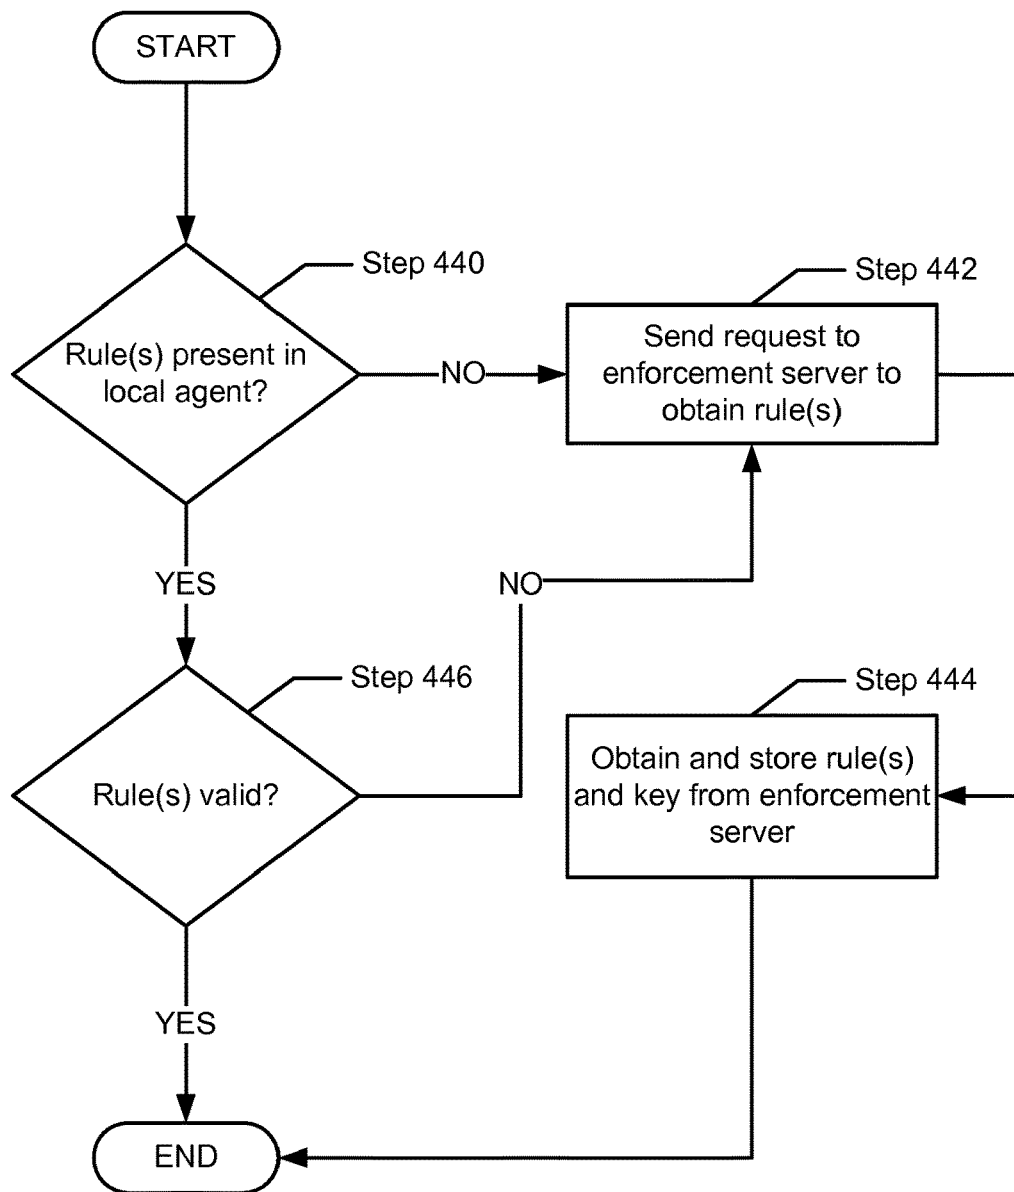 START
Step 440
Rule(s) present in
local agent?
NO
Step 442
Send request to
enforcement server to
obtain rule(s)
YES
NO
Step 446
Rule(s) valid?
Step 444
Obtain and store rule(s)
and key from enforcement
server
YES
END